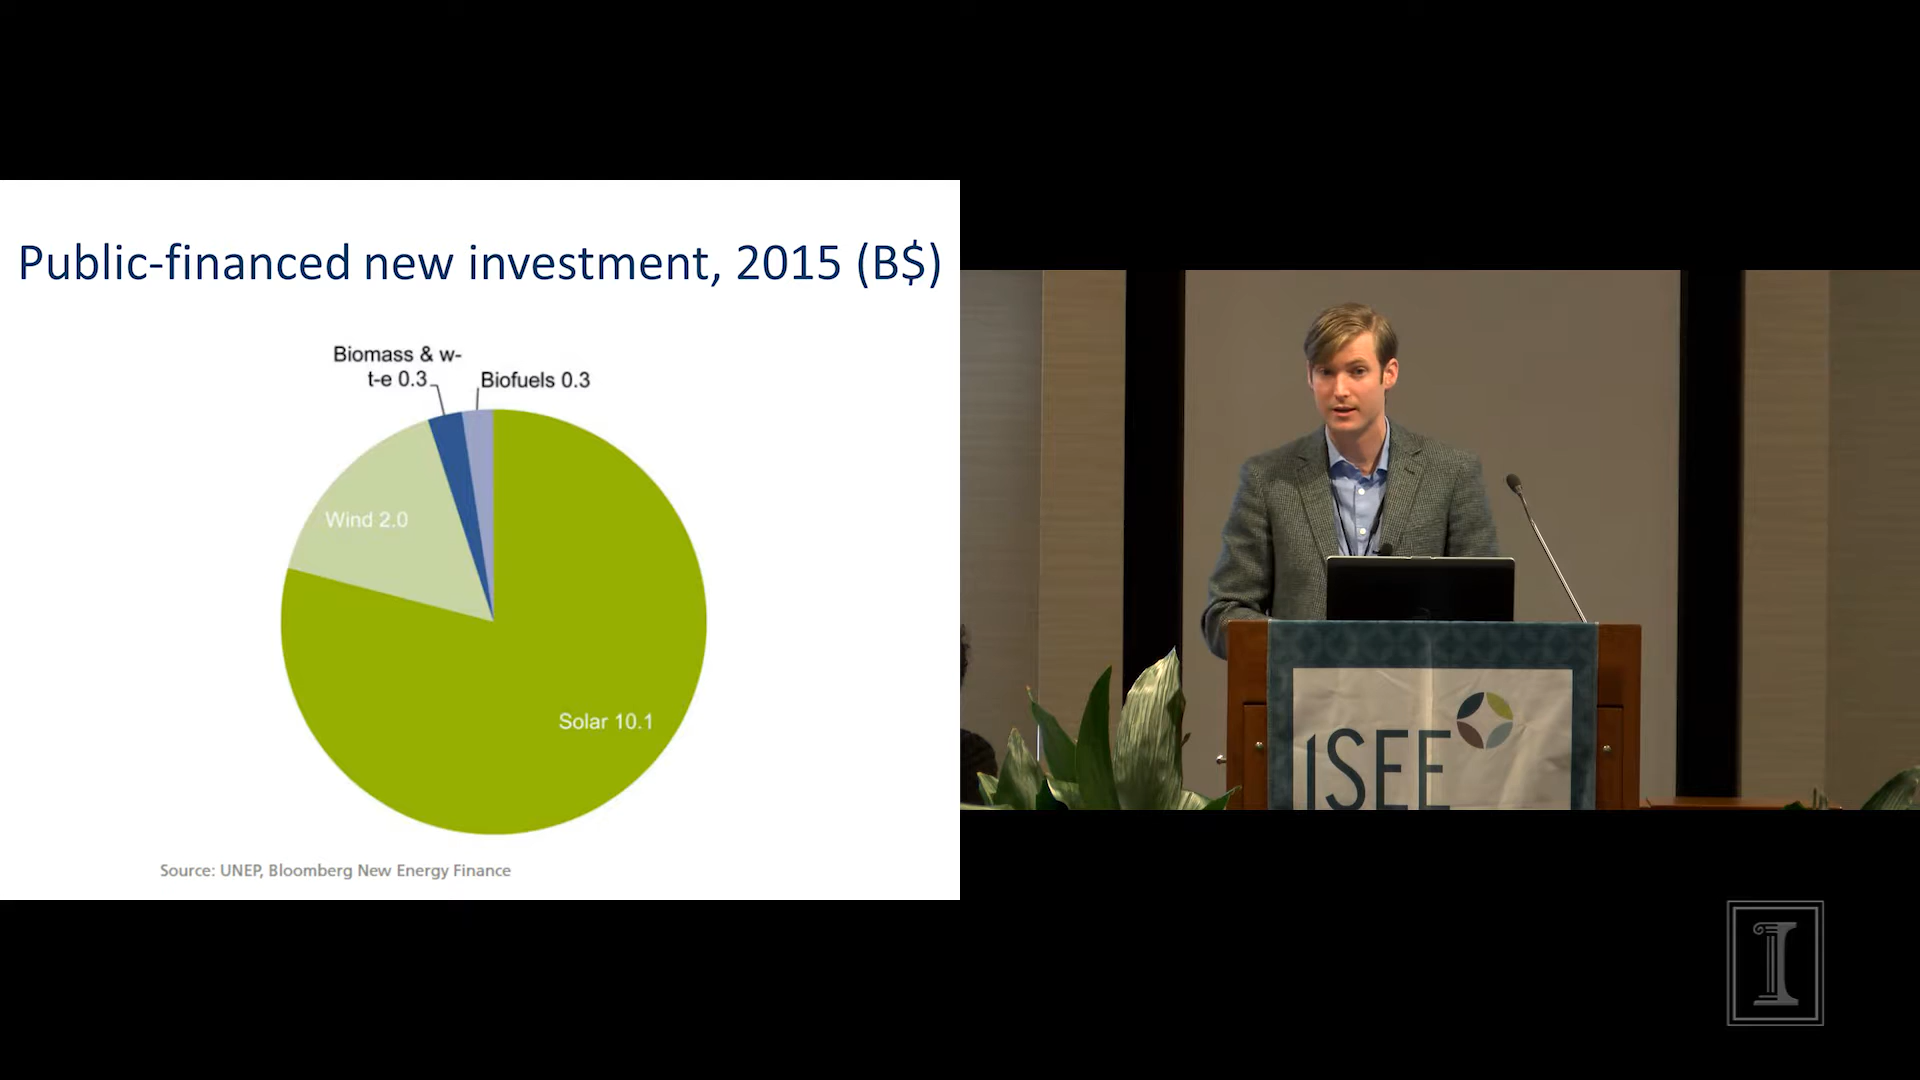 Public-financed new investment, 2015 (B$)
Biomass & w-
t-e 0.3
Biofuels 0.3
Wind 2.0
Solar 10.1
Source: UNEP, Bloomberg New Energy Finance
ISEE
I